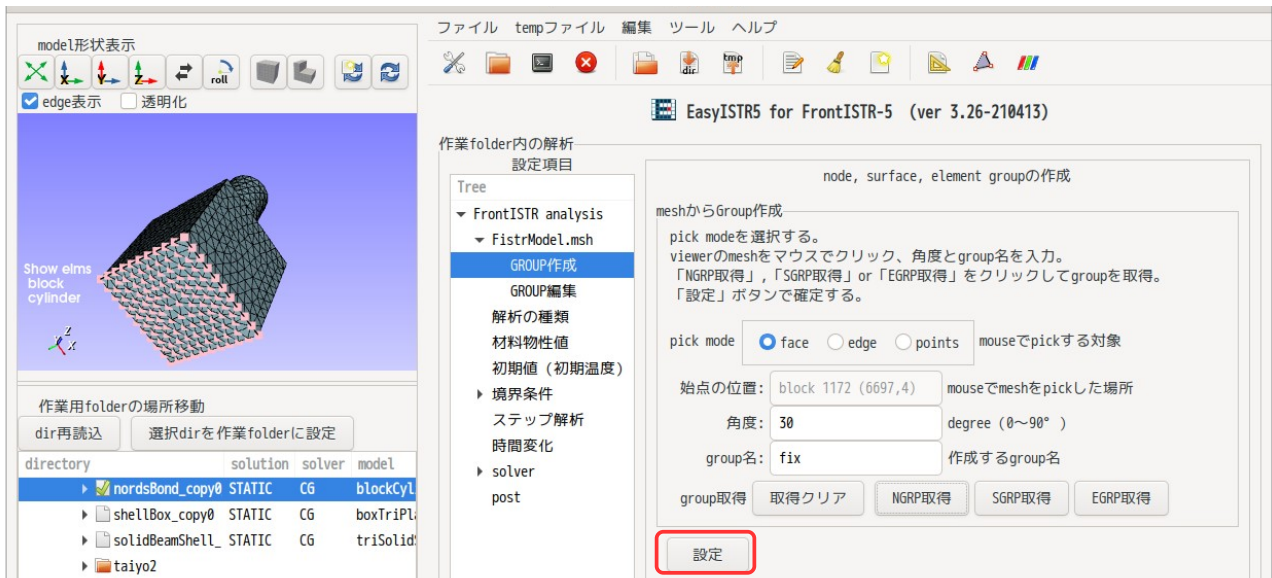 model形状表示
roll
edge表示 透明化
Show elms
block
cylinder
作業用folderの場所移動
dir再読込 選択dirを作業folderに設定
directory solution solver model
nordsBond_copy0 STATIC CG blockCyl
shellBox_copy0 STATIC CG boxTriPla
solidBeamShell_ STATIC CG triSolidS
taiyo2
ファイル tempファイル 編集 ツール ヘルプ
dir tmp
EasyISTR5 for FrontISTR-5 (ver 3.26-210413)
作業folder内の解析
設定項目
Tree
FrontISTR analysis
FistrModel.msh
GROUP作成
GROUP編集
解析の種類
材料物性値
初期値（初期温度）
境界条件
ステップ解析
時間変化
solver
post
node, surface, element groupの作成
meshからGroup作成
pick modeを選択する。
viewerのmeshをマウスでクリック、角度とgroup名を入力。
「NGRP取得」,「SGRP取得」or「EGRP取得」をクリックしてgroupを取得。
「設定」ボタンで確定する。
pick mode face edge points mouseでpickする対象
始点の位置: block 1172 (6697,4) mouseでmeshをpickした場所
角度: 30 degree (0～90° )
group名: fix 作成するgroup名
group取得 取得クリア NGRP取得 SGRP取得 EGRP取得
設定